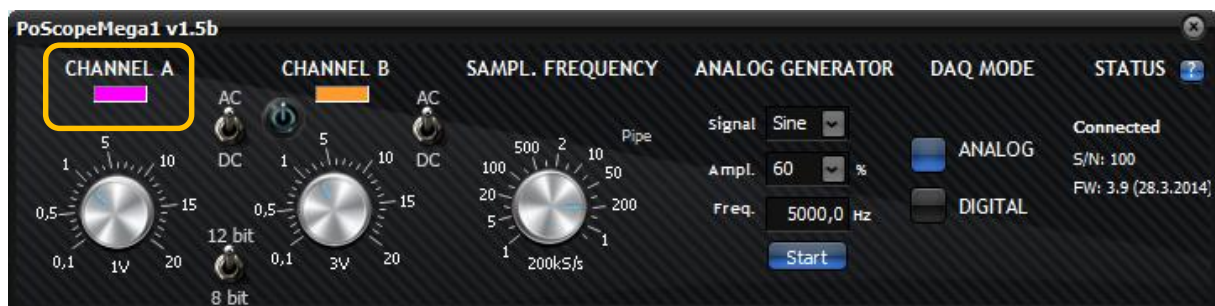 PoScopeMega1 v1.5b
CHANNEL A
CHANNEL B
SAMPL. FREQUENCY
ANALOG GENERATOR
DAQ MODE
STATUS ?
AC
DC
0,1
0,5
1
5
10
15
20
1V
12 bit
8 bit
AC
DC
0,1
0,5
1
5
10
15
20
3V
Pipe
1
5
20
100
500
2
10
50
200
1
200kS/s
Signal Sine
Ampl. 60 %
Freq. 5000,0 Hz
Start
ANALOG
DIGITAL
Connected
S/N: 100
FW: 3.9 (28.3.2014)